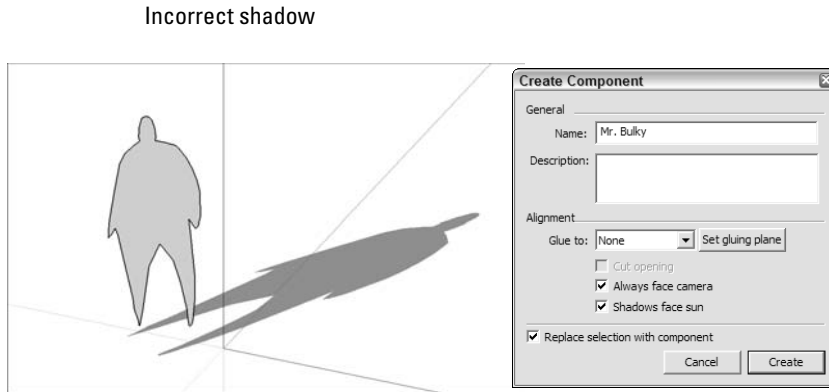 Incorrect shadow
Create Component
General
Name: Mr. Bulky
Description:
Alignment
Glue to: None Set gluing plane
Cut opening
Always face camera
Shadows face sun
Replace selection with component
Cancel Create